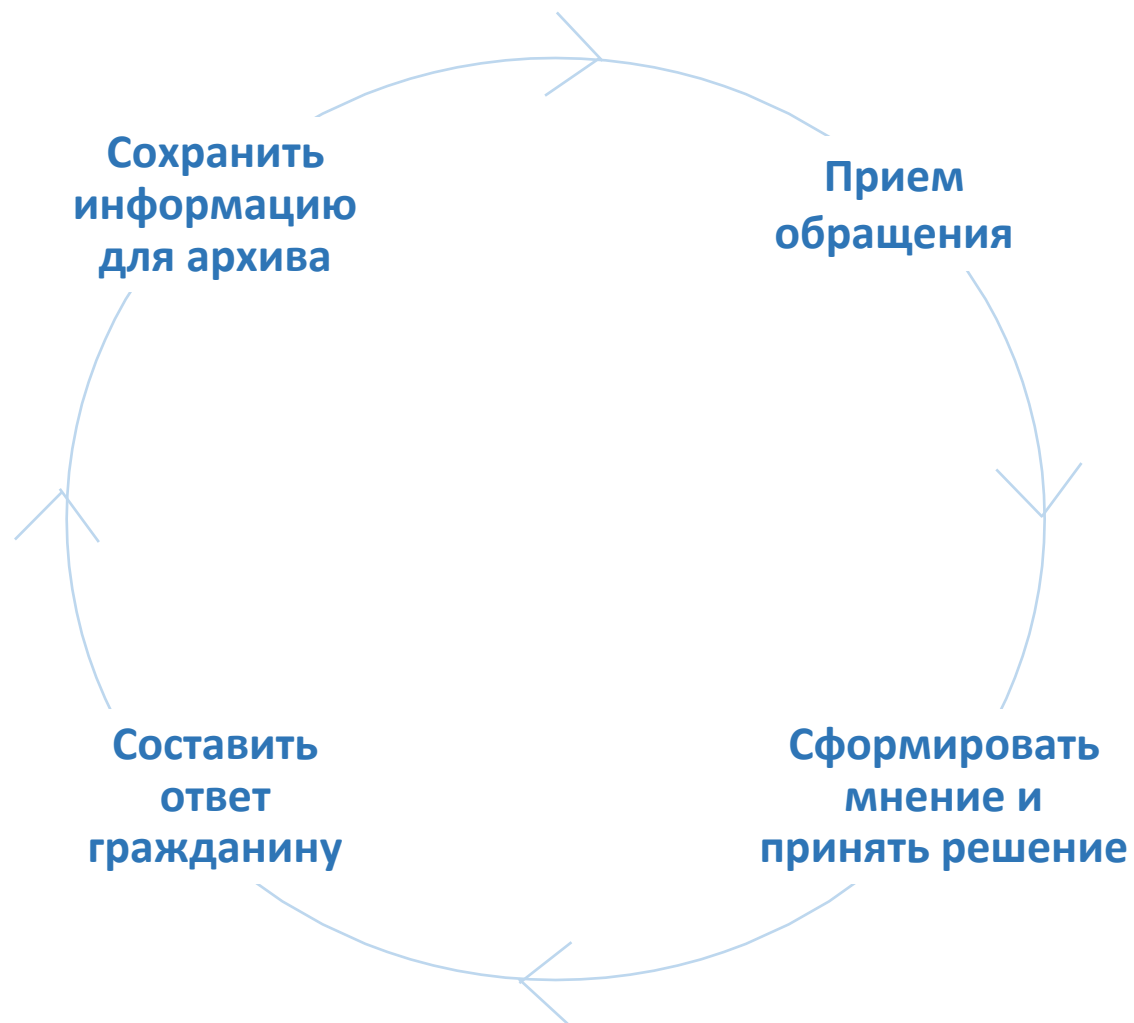 Сохранить
информацию
для архива
Прием
обращения
Сформировать
мнение и
принять решение
Составить
ответ
гражданину